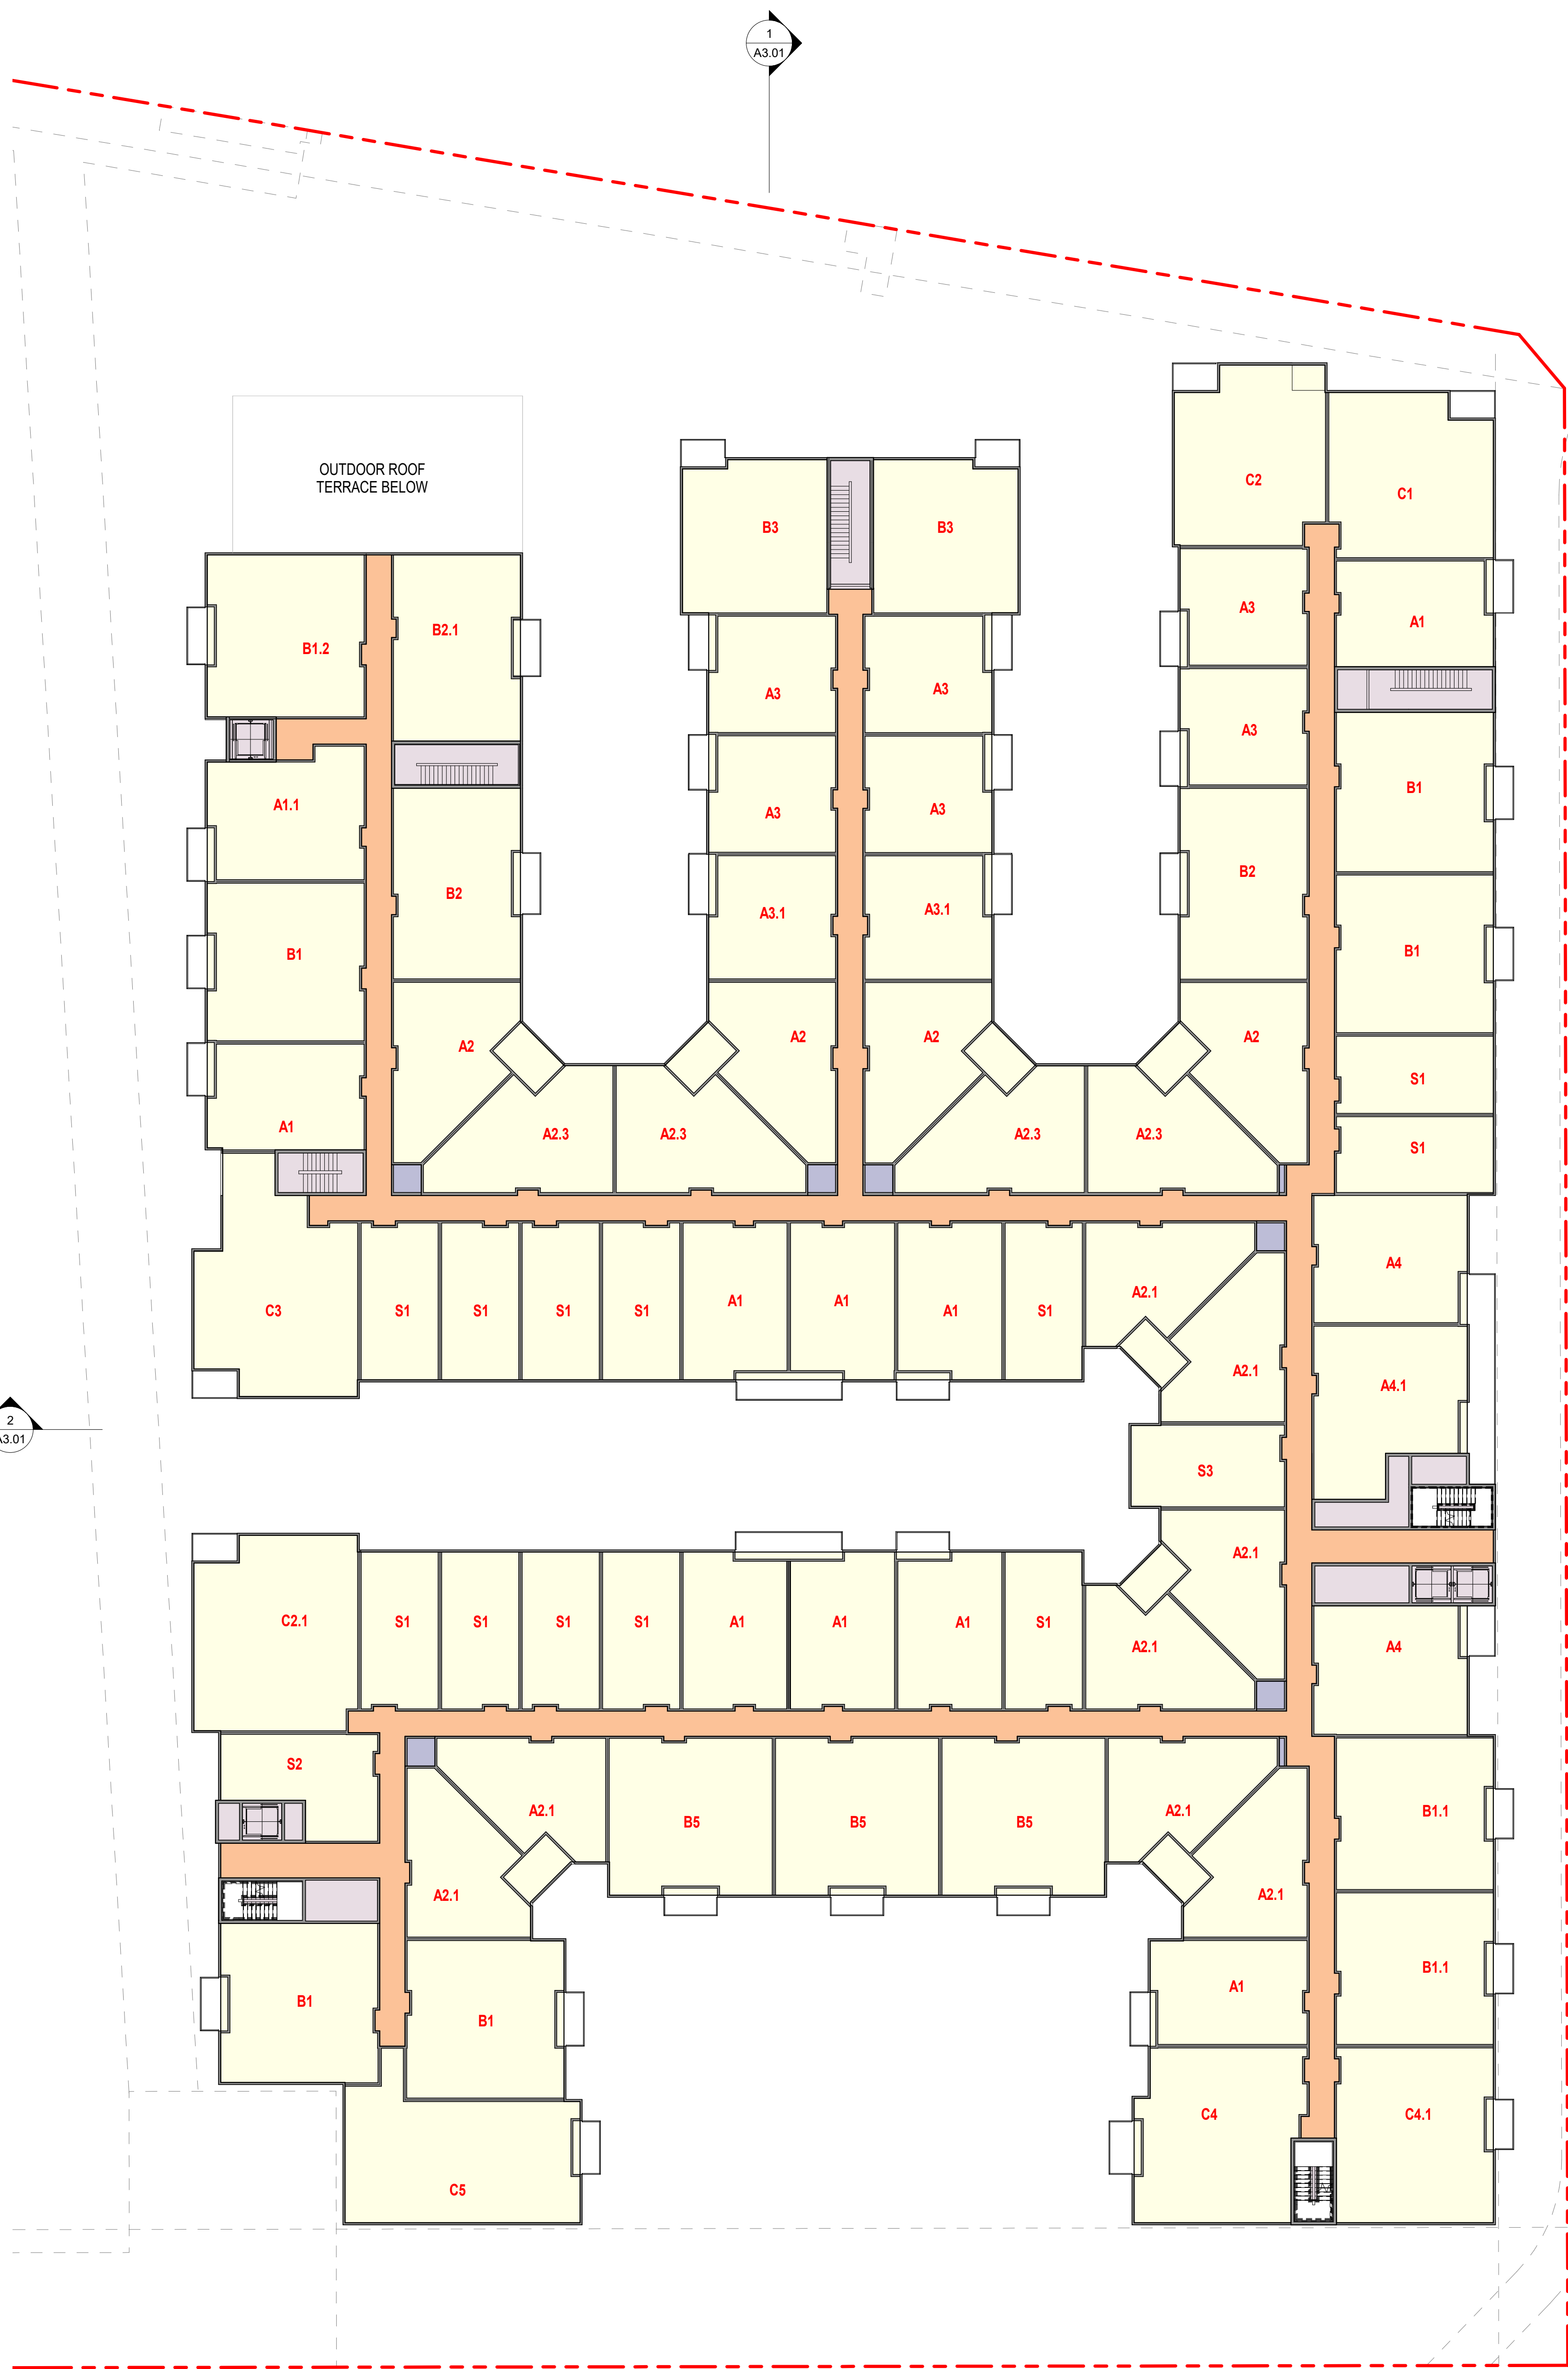 1
A3.01
OUTDOOR ROOF
TERRACE BELOW
C2
C1
B3
B3
A3
A1
B2.1
B1.2
A3
A3
A3
B1
A1.1
A3
A3
B2
B2
A3.1
A3.1
B1
B1
A2
A2
A2
A2
S1
A1
A2.3
A2.3
A2.3
A2.3
S1
A4
A2.1
C3
S1
S1
S1
S1
A1
A1
A1
S1
A2.1
A4.1
2
A3.01
S3
A2.1
C2.1
S1
S1
S1
S1
A1
A1
A1
S1
A2.1
A4
S2
A2.1
B5
B5
B5
A2.1
B1.1
A2.1
A2.1
B1.1
A1
B1
B1
C4
C4.1
C5